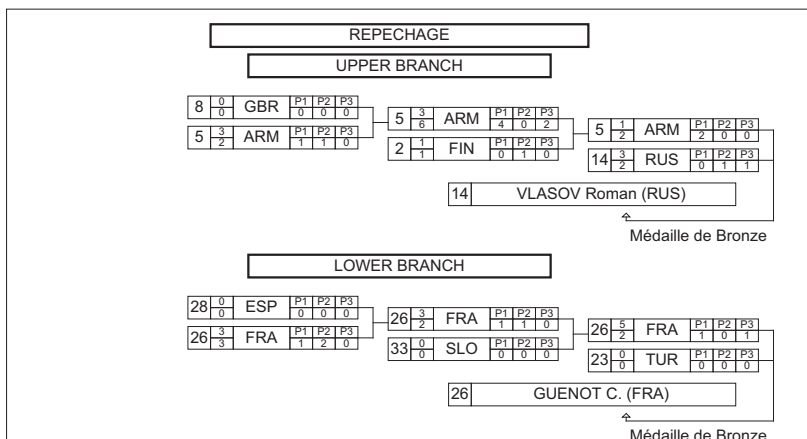 REPECHAGE
UPPER BRANCH
8 0 0 GBR P1 P2 P3 0 0 0
5 3 2 ARM P1 P2 P3 1 1 0
5 3 6 ARM P1 P2 P3 4 0 2
2 1 1 FIN P1 P2 P3 0 1 0
5 1 2 ARM P1 P2 P3 2 0 0
14 3 2 RUS P1 P2 P3 0 1 1
14 VLASOV Roman (RUS)
Médaille de Bronze
LOWER BRANCH
28 0 0 ESP P1 P2 P3 0 0 0
26 3 3 FRA P1 P2 P3 1 2 0
26 3 2 FRA P1 P2 P3 1 1 0
33 0 0 SLO P1 P2 P3 0 0 0
26 5 2 FRA P1 P2 P3 1 0 1
23 0 0 TUR P1 P2 P3 0 0 0
26 GUENOT C. (FRA)
Médaille de Bronze